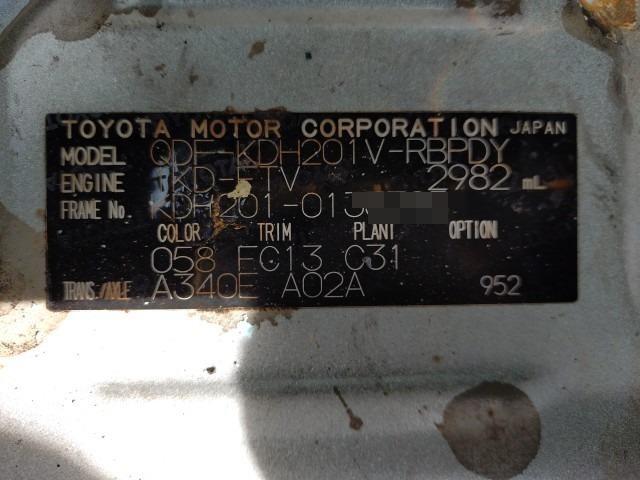 TOYOTA MOTOR CORPORATION JAPAN
MODEL QDF-KDH201V-RBPDY
ENGINE 1KD-FTV 2982 mL
FRAME No. KDH201-013
COLOR TRIM PLANT OPTION
058 FC13 C31
TRANS./AXLE A340E A02A 952